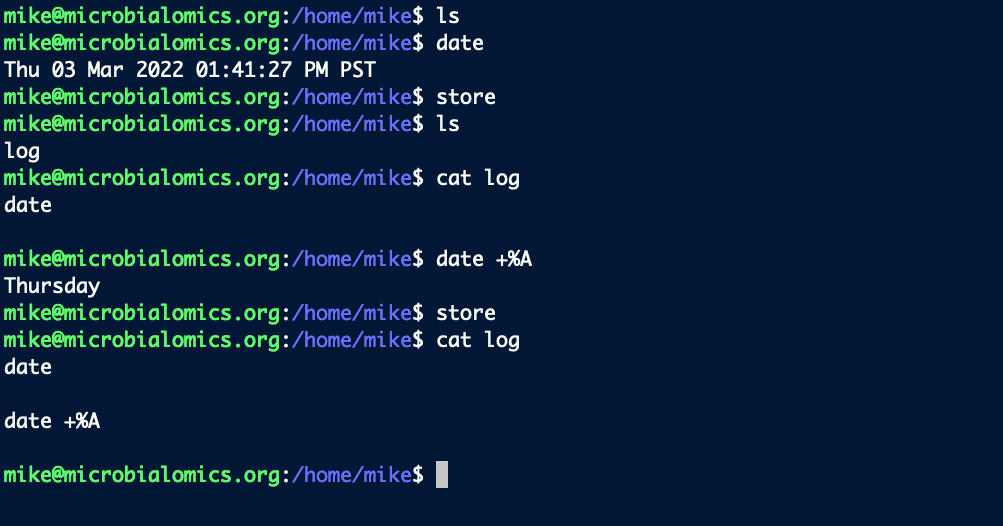 mike@microbialomics.org:/home/mike$ ls
mike@microbialomics.org:/home/mike$ date
Thu 03 Mar 2022 01:41:27 PM PST
mike@microbialomics.org:/home/mike$ store
mike@microbialomics.org:/home/mike$ ls
log
mike@microbialomics.org:/home/mike$ cat log
date
mike@microbialomics.org:/home/mike$ date +%A
Thursday
mike@microbialomics.org:/home/mike$ store
mike@microbialomics.org:/home/mike$ cat log
date
date +%A
mike@microbialomics.org:/home/mike$